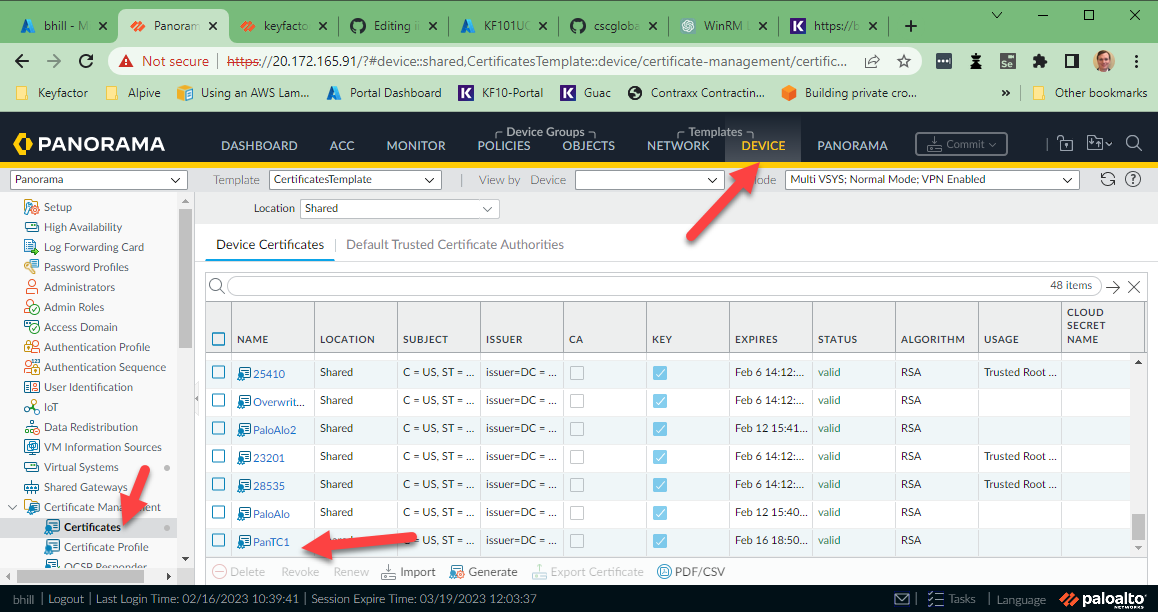 bhill - M
Panoram
keyfacto
Editing i
KF101U
cscgloba
WinRM I
https://b
Not secure
https://20.172.165.91/?#device::shared,CertificatesTemplate::device/certificate-management/certific...
Keyfactor
Alpive
Using an AWS Lam...
Portal Dashboard
KF10-Portal
Guac
Contraxx Contractin...
Building private cro...
»
Other bookmarks
PANORAMA
DASHBOARD
ACC
MONITOR
Device Groups
POLICIES
OBJECTS
Templates
NETWORK
DEVICE
PANORAMA
Commit
Panorama
Template
CertificatesTemplate
View by
Device
Multi VSYS; Normal Mode; VPN Enabled
Location
Shared
Setup
High Availability
Log Forwarding Card
Password Profiles
Administrators
Admin Roles
Access Domain
Authentication Profile
Authentication Sequence
User Identification
IoT
Data Redistribution
VM Information Sources
Virtual Systems
Shared Gateways
Certificate Management
Certificates
Certificate Profile
OCSP Responder
Device Certificates
Default Trusted Certificate Authorities
48 items
NAME LOCATION SUBJECT ISSUER CA KEY EXPIRES STATUS ALGORITHM USAGE CLOUD SECRET NAME
25410 Shared C = US, ST = ... issuer=DC = ... Feb 6 14:12:... valid RSA Trusted Root ...
Overwrit... Shared C = US, ST = ... issuer=DC = ... Feb 6 14:12:... valid RSA
PaloAlo2 Shared C = US, ST = ... issuer=DC = ... Feb 12 15:41... valid RSA
23201 Shared C = US, ST = ... issuer=DC = ... Feb 6 14:12:... valid RSA Trusted Root ...
28535 Shared C = US, ST = ... issuer=DC = ... Feb 6 14:12:... valid RSA Trusted Root ...
PaloAlo Shared C = US, ST = ... issuer=DC = ... Feb 12 15:40... valid RSA
PanTC1 = US, ST = ... issuer=DC = ... Feb 16 18:50... valid RSA
Delete
Revoke
Renew
Import
Generate
Export Certificate
PDF/CSV
bhill | Logout | Last Login Time: 02/16/2023 10:39:41 | Session Expire Time: 03/19/2023 12:03:37
Tasks
Language
paloalto